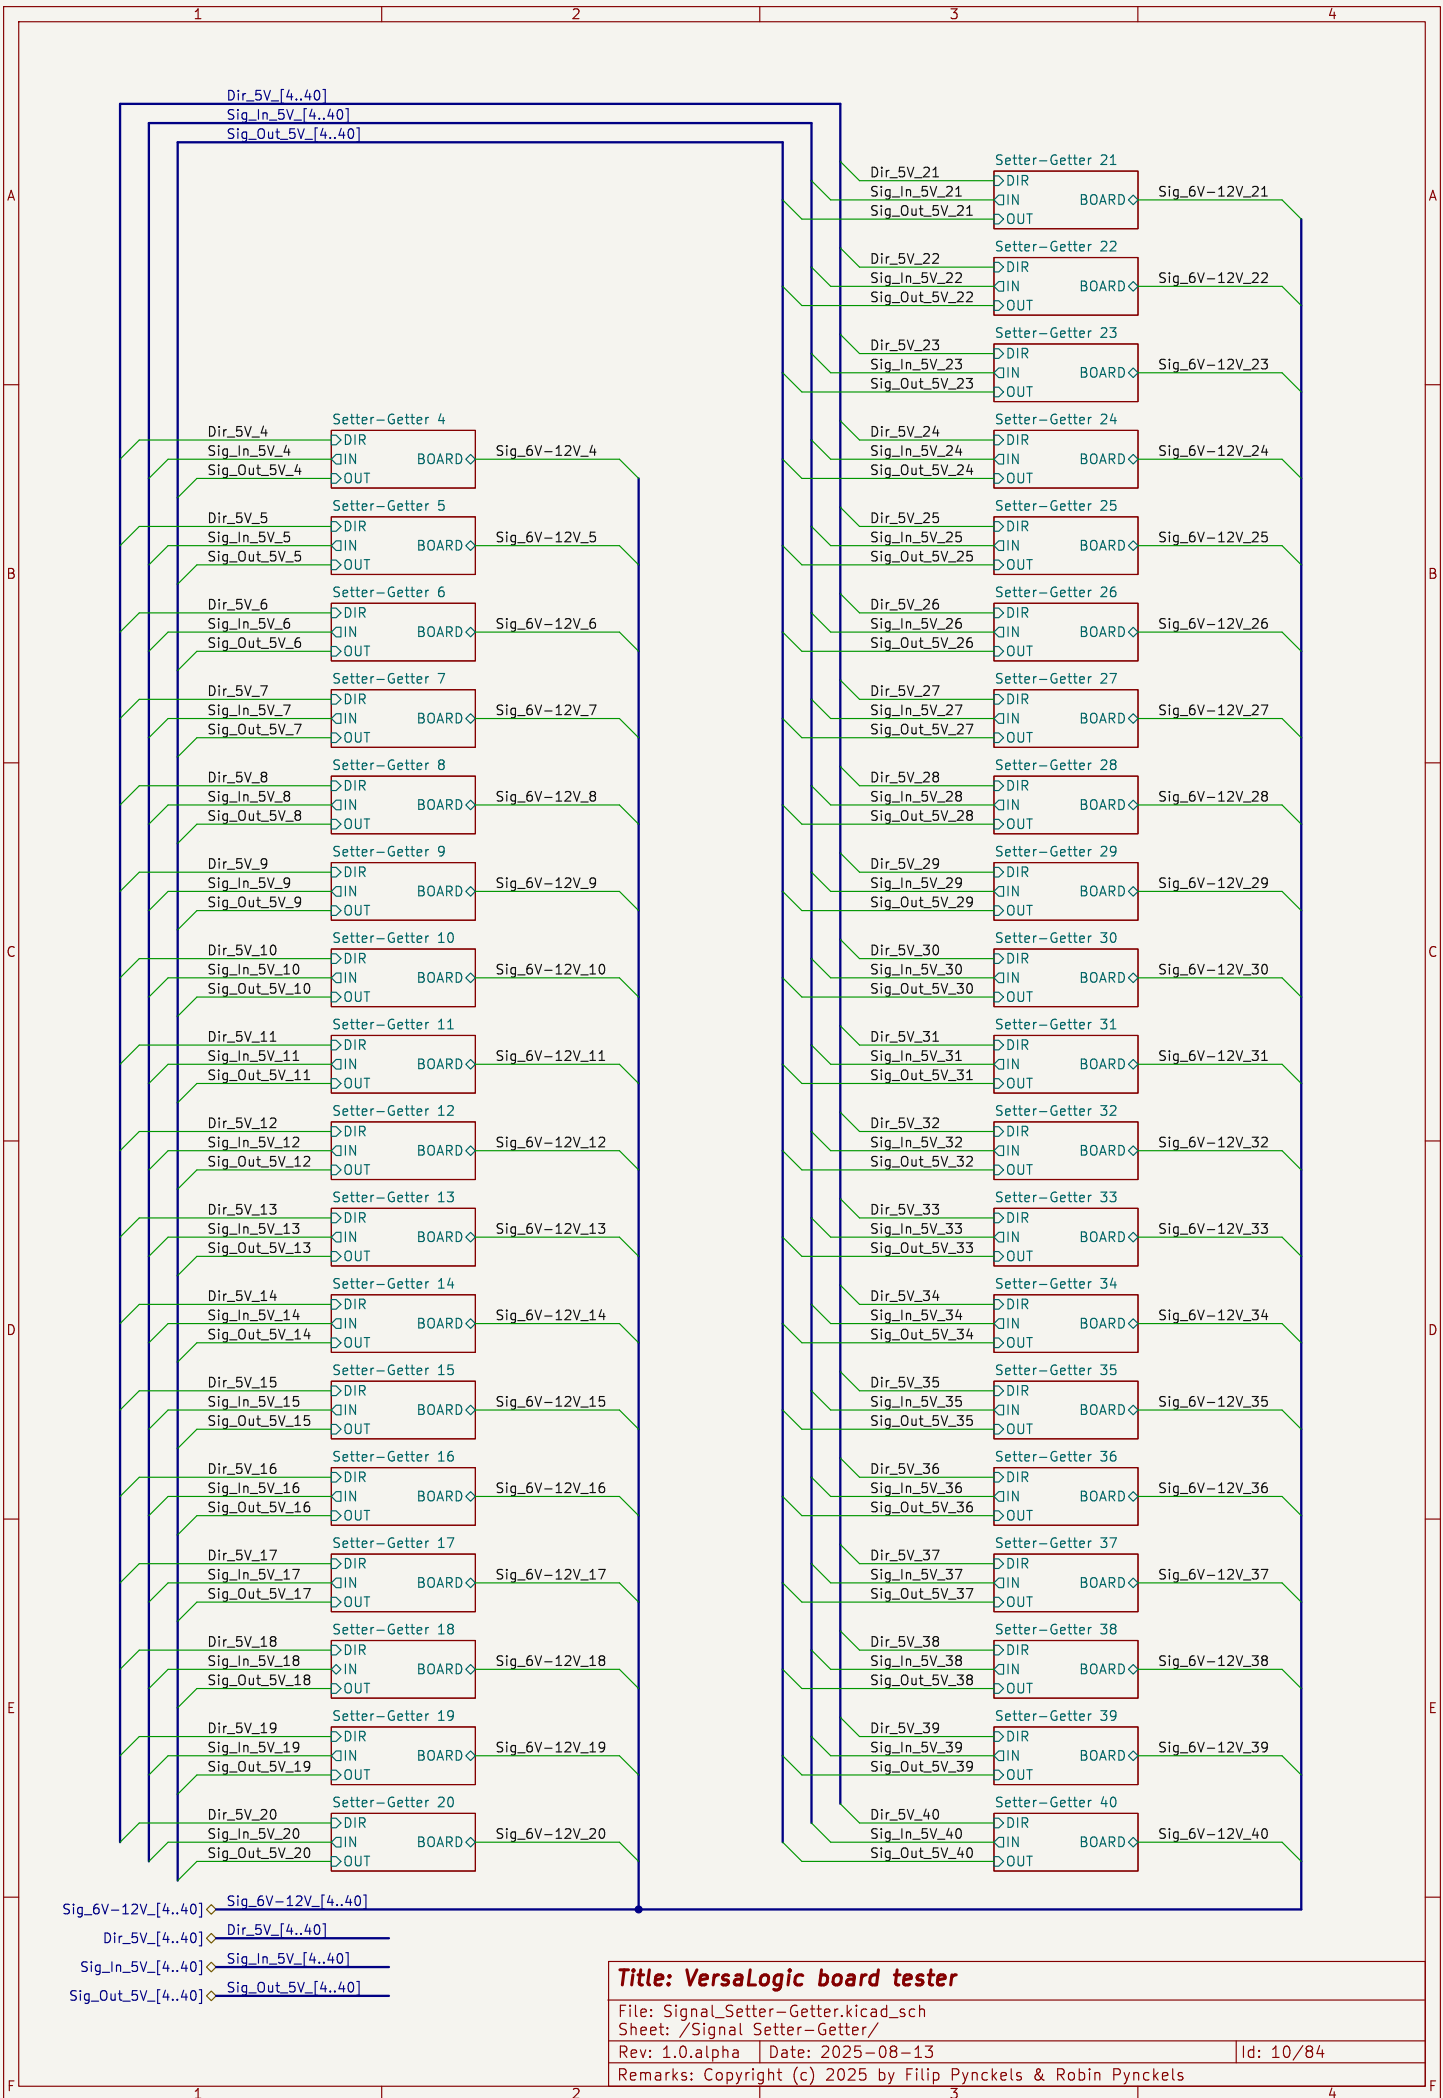 1 2 3 4
A A
B B
C C
D D
E E
F F
1 2 3 4
Dir_5V_[4..40]
Sig_In_5V_[4..40]
Sig_Out_5V_[4..40]
Setter-Getter 4
Dir_5V_4 DIR
Sig_In_5V_4 IN BOARD Sig_6V-12V_4
Sig_Out_5V_4 OUT
Setter-Getter 5
Dir_5V_5 DIR
Sig_In_5V_5 IN BOARD Sig_6V-12V_5
Sig_Out_5V_5 OUT
Setter-Getter 6
Dir_5V_6 DIR
Sig_In_5V_6 IN BOARD Sig_6V-12V_6
Sig_Out_5V_6 OUT
Setter-Getter 7
Dir_5V_7 DIR
Sig_In_5V_7 IN BOARD Sig_6V-12V_7
Sig_Out_5V_7 OUT
Setter-Getter 8
Dir_5V_8 DIR
Sig_In_5V_8 IN BOARD Sig_6V-12V_8
Sig_Out_5V_8 OUT
Setter-Getter 9
Dir_5V_9 DIR
Sig_In_5V_9 IN BOARD Sig_6V-12V_9
Sig_Out_5V_9 OUT
Setter-Getter 10
Dir_5V_10 DIR
Sig_In_5V_10 IN BOARD Sig_6V-12V_10
Sig_Out_5V_10 OUT
Setter-Getter 11
Dir_5V_11 DIR
Sig_In_5V_11 IN BOARD Sig_6V-12V_11
Sig_Out_5V_11 OUT
Setter-Getter 12
Dir_5V_12 DIR
Sig_In_5V_12 IN BOARD Sig_6V-12V_12
Sig_Out_5V_12 OUT
Setter-Getter 13
Dir_5V_13 DIR
Sig_In_5V_13 IN BOARD Sig_6V-12V_13
Sig_Out_5V_13 OUT
Setter-Getter 14
Dir_5V_14 DIR
Sig_In_5V_14 IN BOARD Sig_6V-12V_14
Sig_Out_5V_14 OUT
Setter-Getter 15
Dir_5V_15 DIR
Sig_In_5V_15 IN BOARD Sig_6V-12V_15
Sig_Out_5V_15 OUT
Setter-Getter 16
Dir_5V_16 DIR
Sig_In_5V_16 IN BOARD Sig_6V-12V_16
Sig_Out_5V_16 OUT
Setter-Getter 17
Dir_5V_17 DIR
Sig_In_5V_17 IN BOARD Sig_6V-12V_17
Sig_Out_5V_17 OUT
Setter-Getter 18
Dir_5V_18 DIR
Sig_In_5V_18 IN BOARD Sig_6V-12V_18
Sig_Out_5V_18 OUT
Setter-Getter 19
Dir_5V_19 DIR
Sig_In_5V_19 IN BOARD Sig_6V-12V_19
Sig_Out_5V_19 OUT
Setter-Getter 20
Dir_5V_20 DIR
Sig_In_5V_20 IN BOARD Sig_6V-12V_20
Sig_Out_5V_20 OUT
Setter-Getter 21
Dir_5V_21 DIR
Sig_In_5V_21 IN BOARD Sig_6V-12V_21
Sig_Out_5V_21 OUT
Setter-Getter 22
Dir_5V_22 DIR
Sig_In_5V_22 IN BOARD Sig_6V-12V_22
Sig_Out_5V_22 OUT
Setter-Getter 23
Dir_5V_23 DIR
Sig_In_5V_23 IN BOARD Sig_6V-12V_23
Sig_Out_5V_23 OUT
Setter-Getter 24
Dir_5V_24 DIR
Sig_In_5V_24 IN BOARD Sig_6V-12V_24
Sig_Out_5V_24 OUT
Setter-Getter 25
Dir_5V_25 DIR
Sig_In_5V_25 IN BOARD Sig_6V-12V_25
Sig_Out_5V_25 OUT
Setter-Getter 26
Dir_5V_26 DIR
Sig_In_5V_26 IN BOARD Sig_6V-12V_26
Sig_Out_5V_26 OUT
Setter-Getter 27
Dir_5V_27 DIR
Sig_In_5V_27 IN BOARD Sig_6V-12V_27
Sig_Out_5V_27 OUT
Setter-Getter 28
Dir_5V_28 DIR
Sig_In_5V_28 IN BOARD Sig_6V-12V_28
Sig_Out_5V_28 OUT
Setter-Getter 29
Dir_5V_29 DIR
Sig_In_5V_29 IN BOARD Sig_6V-12V_29
Sig_Out_5V_29 OUT
Setter-Getter 30
Dir_5V_30 DIR
Sig_In_5V_30 IN BOARD Sig_6V-12V_30
Sig_Out_5V_30 OUT
Setter-Getter 31
Dir_5V_31 DIR
Sig_In_5V_31 IN BOARD Sig_6V-12V_31
Sig_Out_5V_31 OUT
Setter-Getter 32
Dir_5V_32 DIR
Sig_In_5V_32 IN BOARD Sig_6V-12V_32
Sig_Out_5V_32 OUT
Setter-Getter 33
Dir_5V_33 DIR
Sig_In_5V_33 IN BOARD Sig_6V-12V_33
Sig_Out_5V_33 OUT
Setter-Getter 34
Dir_5V_34 DIR
Sig_In_5V_34 IN BOARD Sig_6V-12V_34
Sig_Out_5V_34 OUT
Setter-Getter 35
Dir_5V_35 DIR
Sig_In_5V_35 IN BOARD Sig_6V-12V_35
Sig_Out_5V_35 OUT
Setter-Getter 36
Dir_5V_36 DIR
Sig_In_5V_36 IN BOARD Sig_6V-12V_36
Sig_Out_5V_36 OUT
Setter-Getter 37
Dir_5V_37 DIR
Sig_In_5V_37 IN BOARD Sig_6V-12V_37
Sig_Out_5V_37 OUT
Setter-Getter 38
Dir_5V_38 DIR
Sig_In_5V_38 IN BOARD Sig_6V-12V_38
Sig_Out_5V_38 OUT
Setter-Getter 39
Dir_5V_39 DIR
Sig_In_5V_39 IN BOARD Sig_6V-12V_39
Sig_Out_5V_39 OUT
Setter-Getter 40
Dir_5V_40 DIR
Sig_In_5V_40 IN BOARD Sig_6V-12V_40
Sig_Out_5V_40 OUT
Sig_6V-12V_[4..40] Sig_6V-12V_[4..40]
Dir_5V_[4..40] Dir_5V_[4..40]
Sig_In_5V_[4..40] Sig_In_5V_[4..40]
Sig_Out_5V_[4..40] Sig_Out_5V_[4..40]
Title: VersaLogic board tester
File: Signal_Setter-Getter.kicad_sch
Sheet: /Signal Setter-Getter/
Rev: 1.0.alpha Date: 2025-08-13 Id: 10/84
Remarks: Copyright (c) 2025 by Filip Pynckels & Robin Pynckels